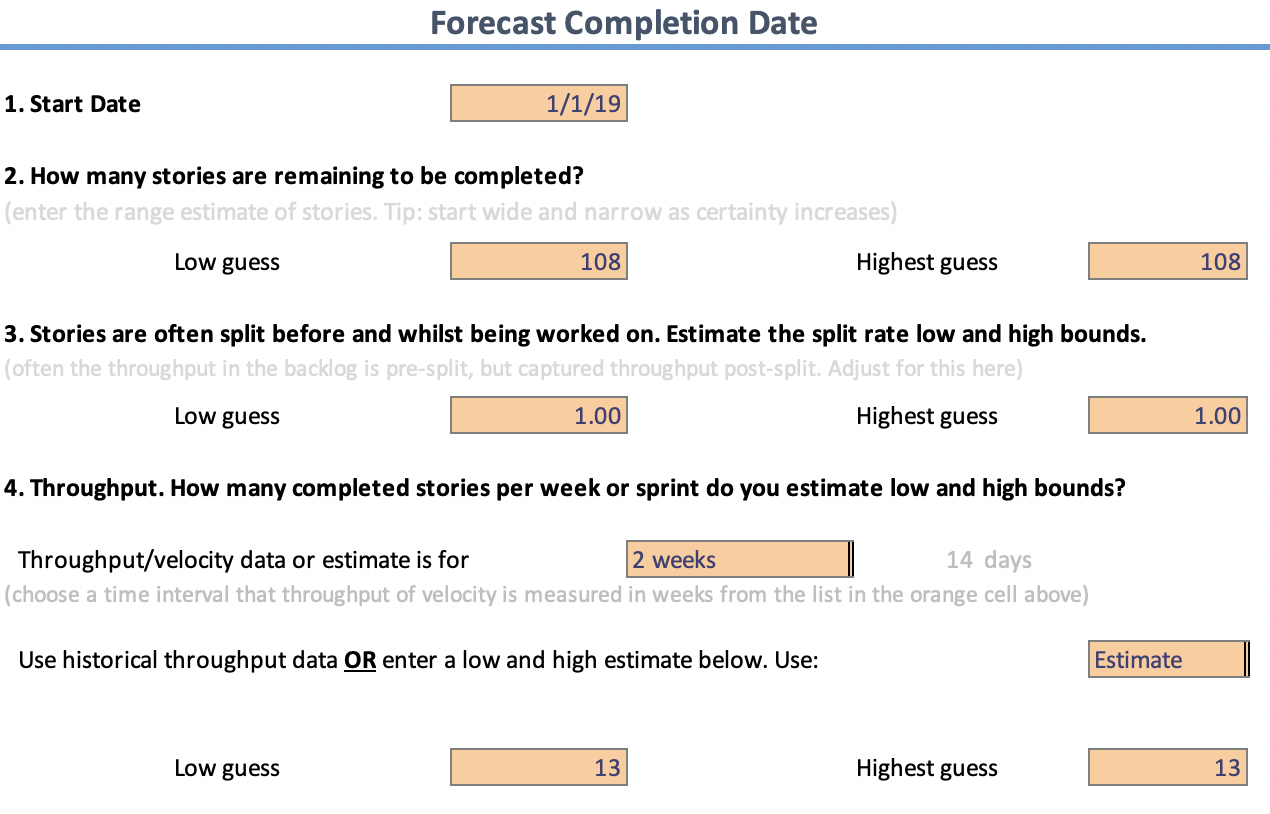 Forecast Completion Date
1. Start Date 1/1/19
2. How many stories are remaining to be completed?
(enter the range estimate of stories. Tip: start wide and narrow as certainty increases)
Low guess 108 Highest guess 108
3. Stories are often split before and whilst being worked on. Estimate the split rate low and high bounds.
(often the throughput in the backlog is pre-split, but captured throughput post-split. Adjust for this here)
Low guess 1.00 Highest guess 1.00
4. Throughput. How many completed stories per week or sprint do you estimate low and high bounds?
Throughput/velocity data or estimate is for 2 weeks 14 days
(choose a time interval that throughput of velocity is measured in weeks from the list in the orange cell above)
Use historical throughput data OR enter a low and high estimate below. Use: Estimate
Low guess 13 Highest guess 13